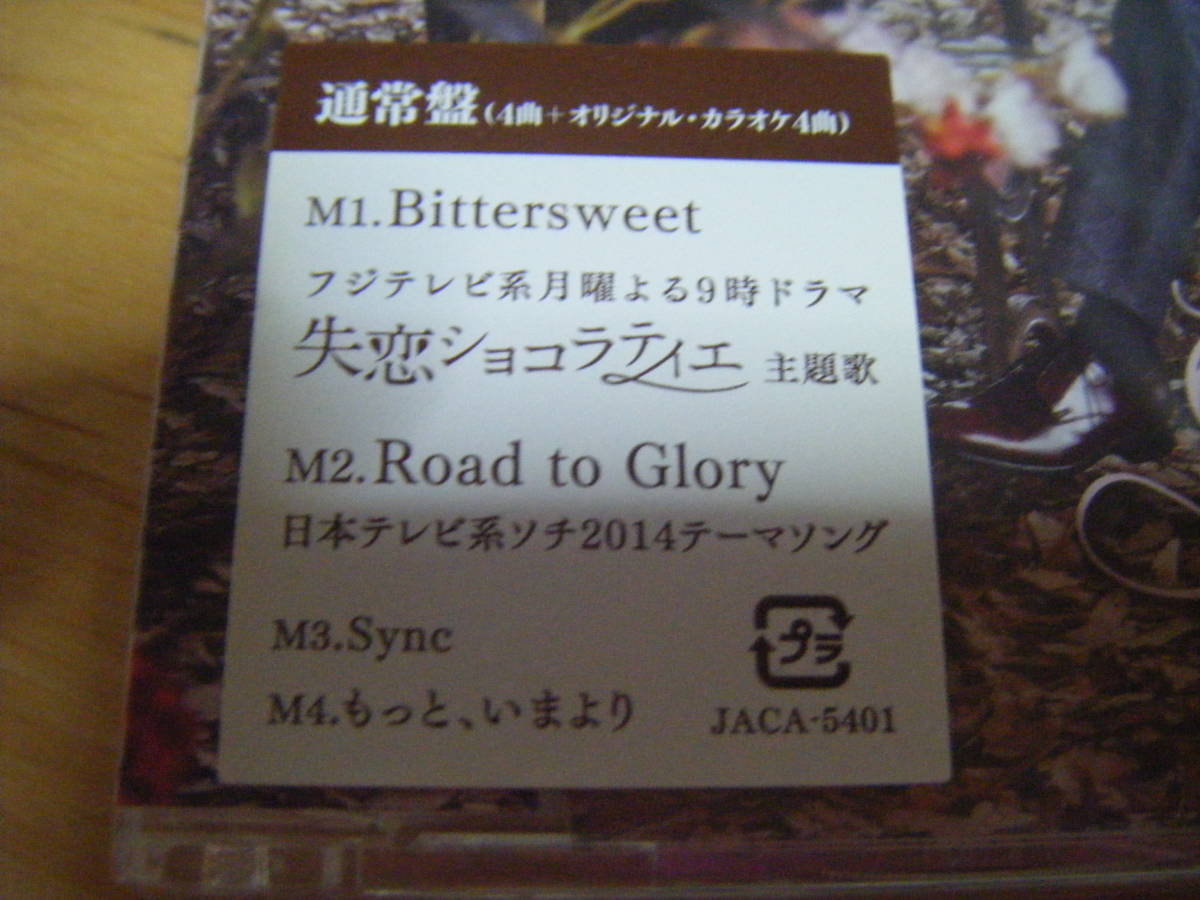 通常盤(4曲+オリジナル・カラオケ4曲)
M1.Bittersweet
フジテレビ系月曜よる9時ドラマ
失恋ショコラティエ 主題歌
M2.Road to Glory
日本テレビ系ソチ2014テーマソング
M3.Sync
M4.もっと、いまより
プラ
JACA-5401